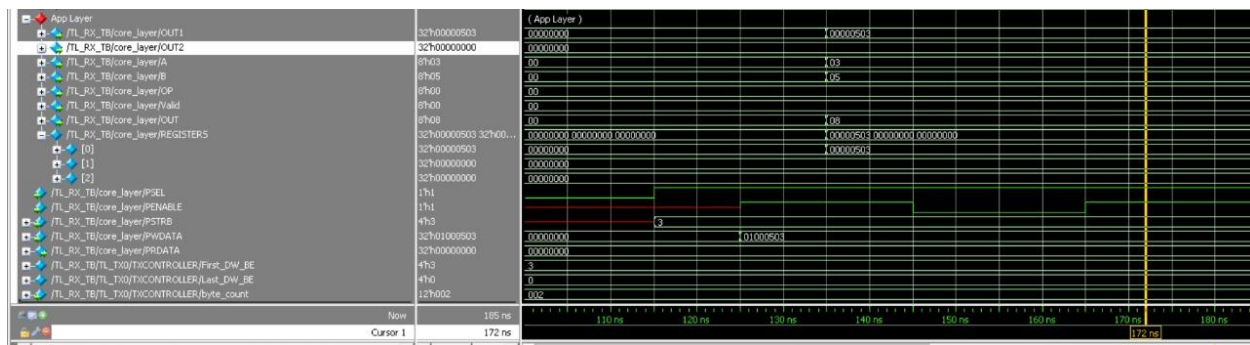 App Layer ( App Layer )
/TL_RX_TB/core_layer/OUT1 32'h00000503 00000000 00000503
/TL_RX_TB/core_layer/OUT2 32'h00000000 00000000
/TL_RX_TB/core_layer/A 8'h03 00 03
/TL_RX_TB/core_layer/B 8'h05 00 05
/TL_RX_TB/core_layer/OP 8'h00 00
/TL_RX_TB/core_layer/Valid 8'h00 00
/TL_RX_TB/core_layer/OUT 8'h08 00 08
/TL_RX_TB/core_layer/REGISTERS 32'h00000503 32'h00... 00000000 00000000 00000000 00000503 00000000 00000000
[0] 32'h00000503 00000000 00000503
[1] 32'h00000000 00000000
[2] 32'h00000000 00000000
/TL_RX_TB/core_layer/PSEL 1'h1
/TL_RX_TB/core_layer/PENABLE 1'h1
/TL_RX_TB/core_layer/PSTRB 4'h3 3
/TL_RX_TB/core_layer/PWDATA 32'h01000503 00000000 01000503
/TL_RX_TB/core_layer/PRDATA 32'h00000000 00000000
/TL_RX_TB/TL_TX0/TXCONTROLLER/First_DW_BE 4'h3 3
/TL_RX_TB/TL_TX0/TXCONTROLLER/Last_DW_BE 4'h0 0
/TL_RX_TB/TL_TX0/TXCONTROLLER/byte_count 12'h002 002
Now 185 ns 110 ns 120 ns 130 ns 140 ns 150 ns 160 ns 170 ns 180 ns
Cursor 1 172 ns 172 ns